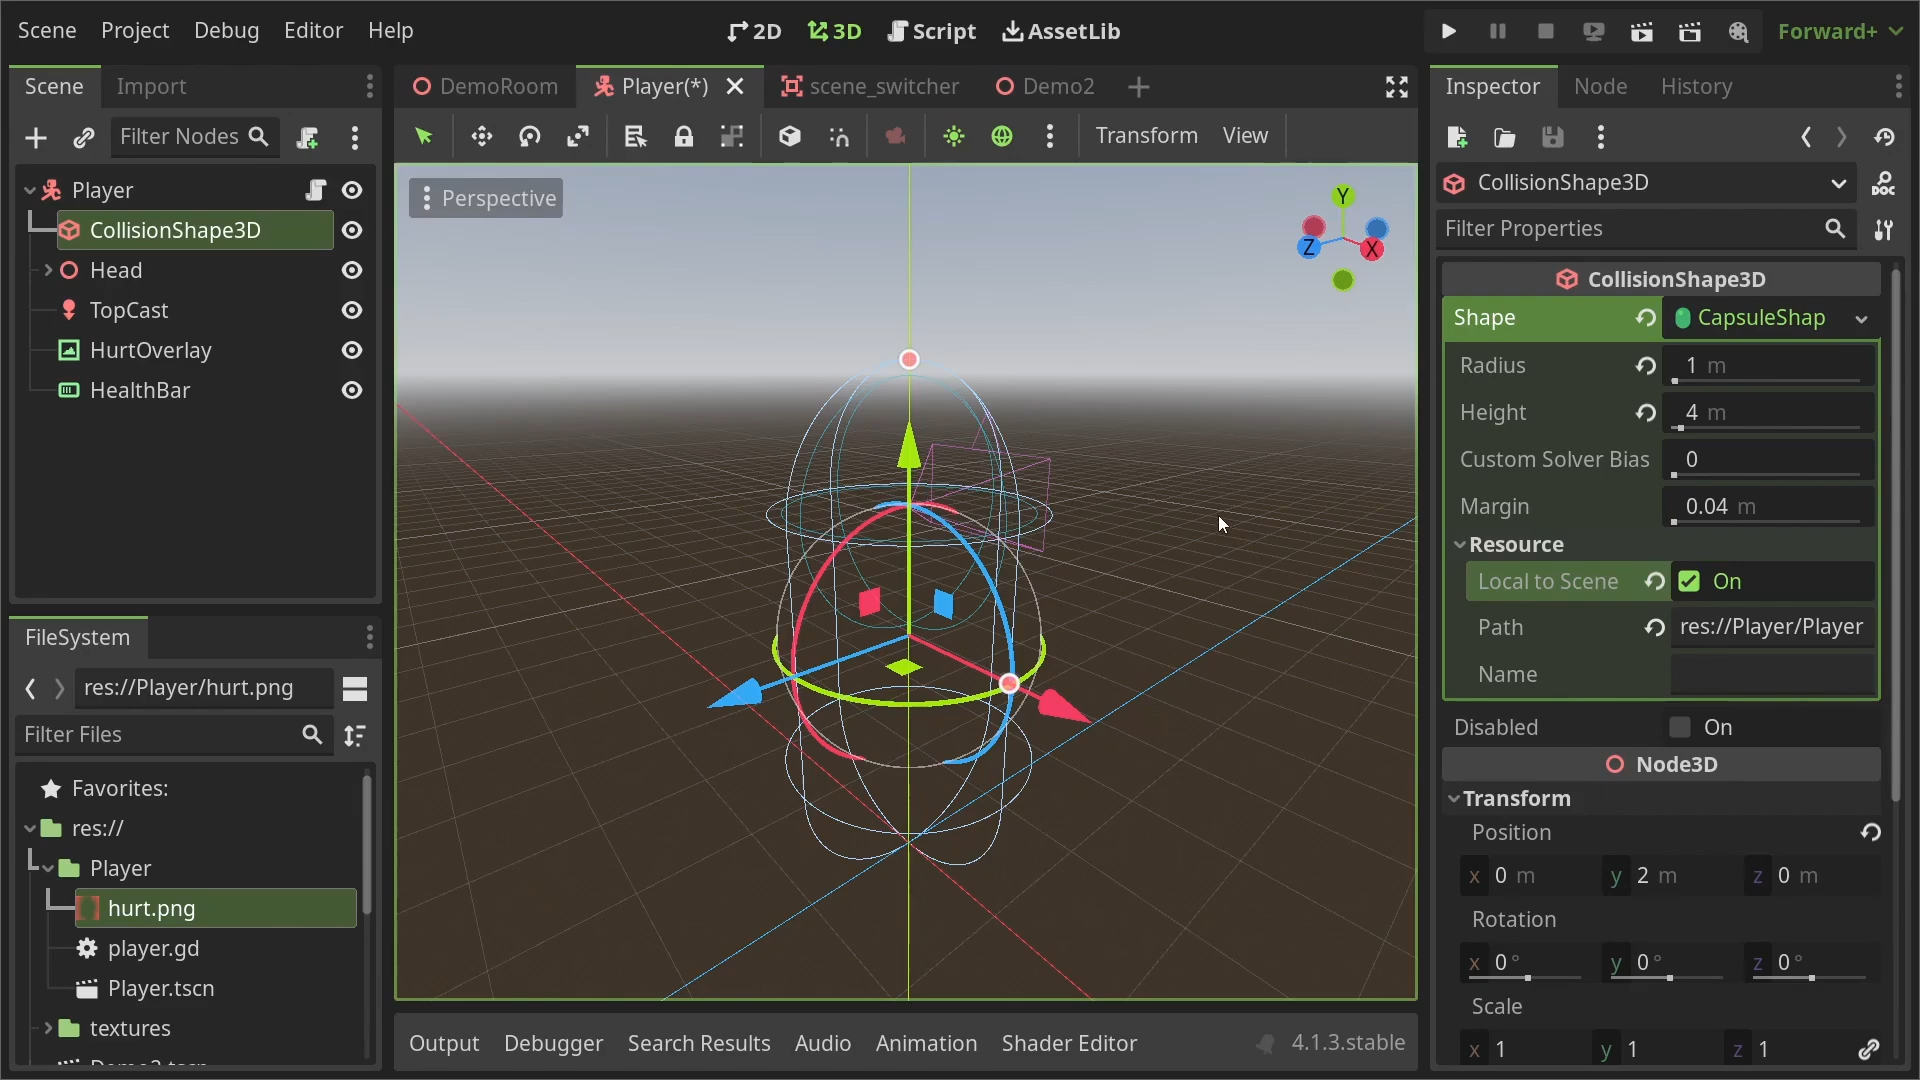 Scene Project Debug Editor Help
2D 3D Script AssetLib
Forward+
Scene Import
Filter Nodes
Player
CollisionShape3D
Head
TopCast
HurtOverlay
HealthBar
FileSystem
res://Player/hurt.png
Filter Files
Favorites:
res://
Player
hurt.png
player.gd
Player.tscn
textures
DemoRoom Player(*) scene_switcher Demo2
Transform View
Perspective
Y
Z X
Output Debugger Search Results Audio Animation Shader Editor 4.1.3.stable
Inspector Node History
CollisionShape3D
DOC
Filter Properties
CollisionShape3D
Shape CapsuleShap
Radius 1 m
Height 4 m
Custom Solver Bias 0
Margin 0.04 m
Resource
Local to Scene On
Path res://Player/Player
Name
Disabled On
Node3D
Transform
Position
x 0 m y 2 m z 0 m
Rotation
x 0 ° y 0 ° z 0 °
Scale
x 1 y 1 z 1